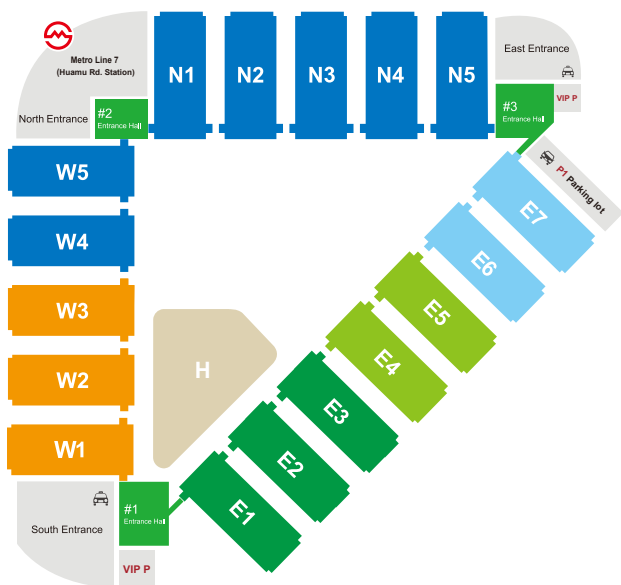 Metro Line 7
(Huamu Rd. Station)
North Entrance
#2
Entrance Hall
N1
N2
N3
N4
N5
East Entrance
VIP P
#3
Entrance Hall
P1 Parking lot
W5
W4
W3
W2
W1
H
E7
E6
E5
E4
E3
E2
E1
#1
Entrance Hall
South Entrance
VIP P